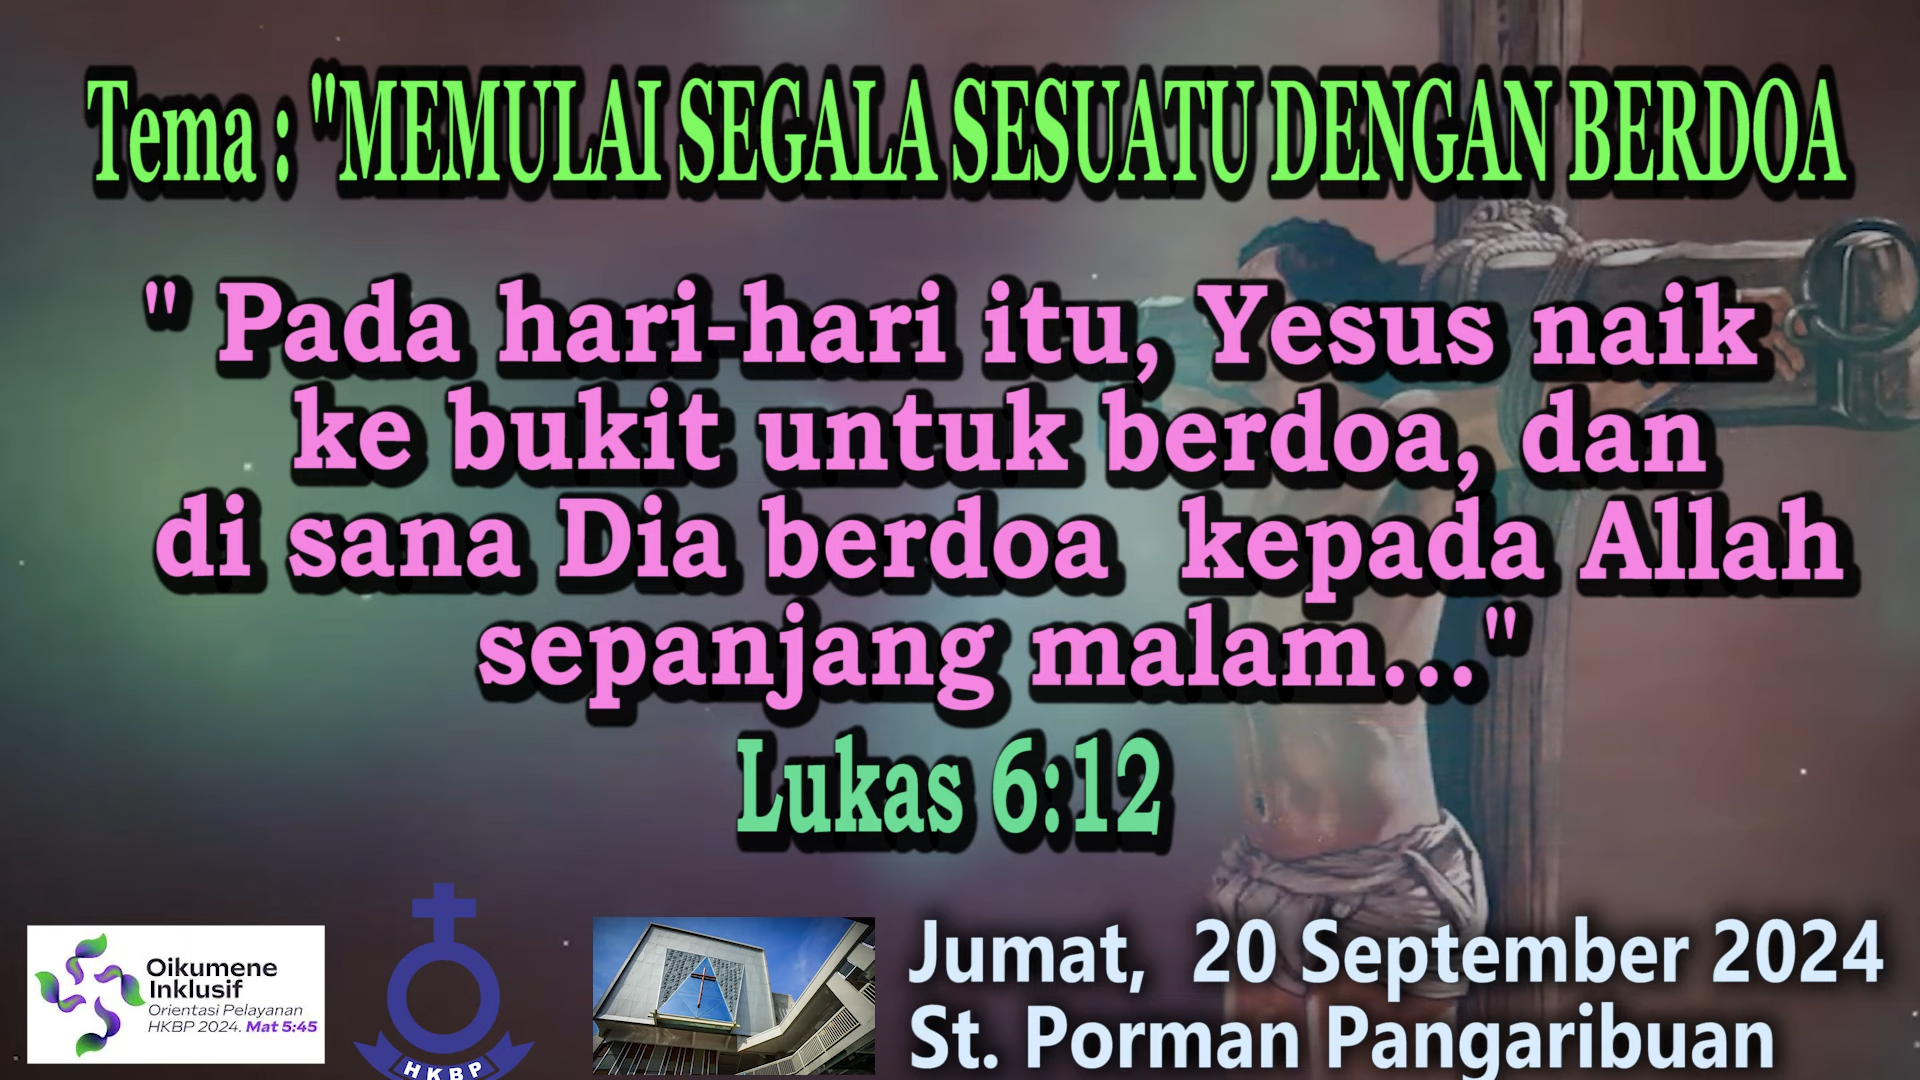 Tema : "MEMULAI SEGALA SESUATU DENGAN BERDOA
" Pada hari-hari itu, Yesus naik
ke bukit untuk berdoa, dan
di sana Dia berdoa  kepada Allah
sepanjang malam..."
Lukas 6:12
Oikumene
Inklusif
Orientasi Pelayanan
HKBP 2024. Mat 5:45
HKBP
Jumat,  20 September 2024
St. Porman Pangaribuan